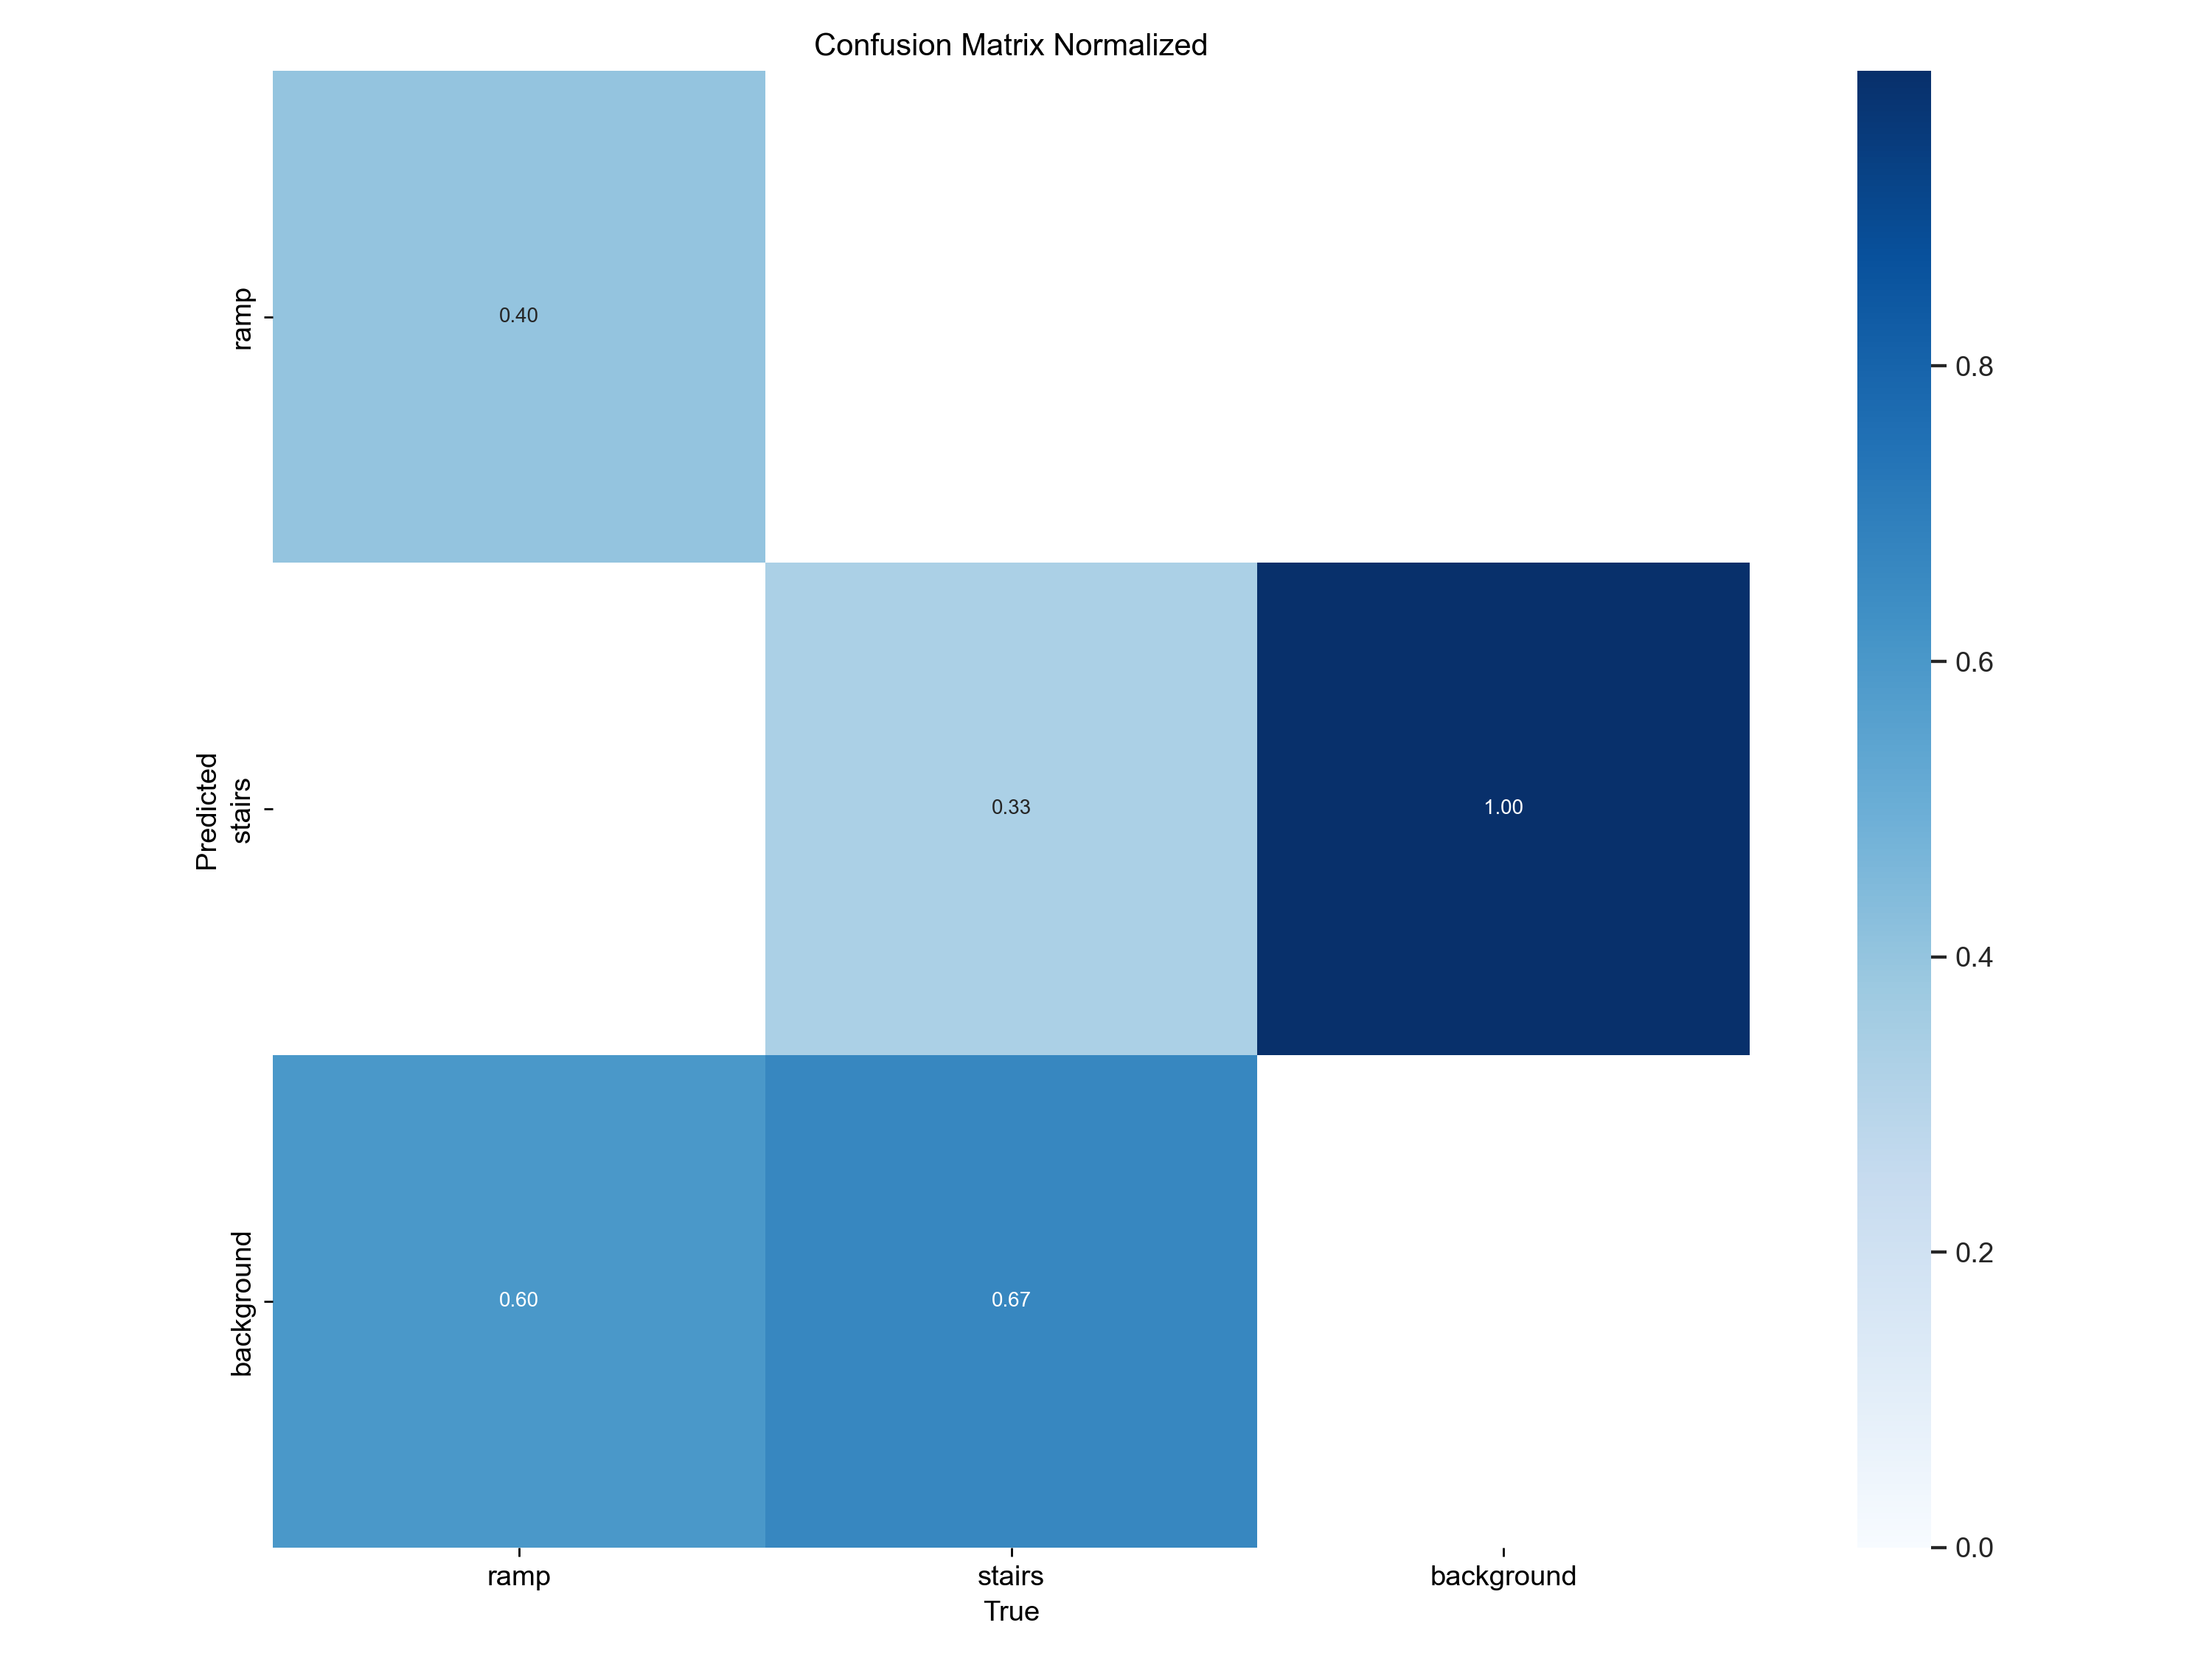 Confusion Matrix Normalized
ramp
0.40
0.8
0.6
Predicted
stairs
0.33
1.00
0.4
background
0.60
0.67
0.2
0.0
ramp
stairs
background
True